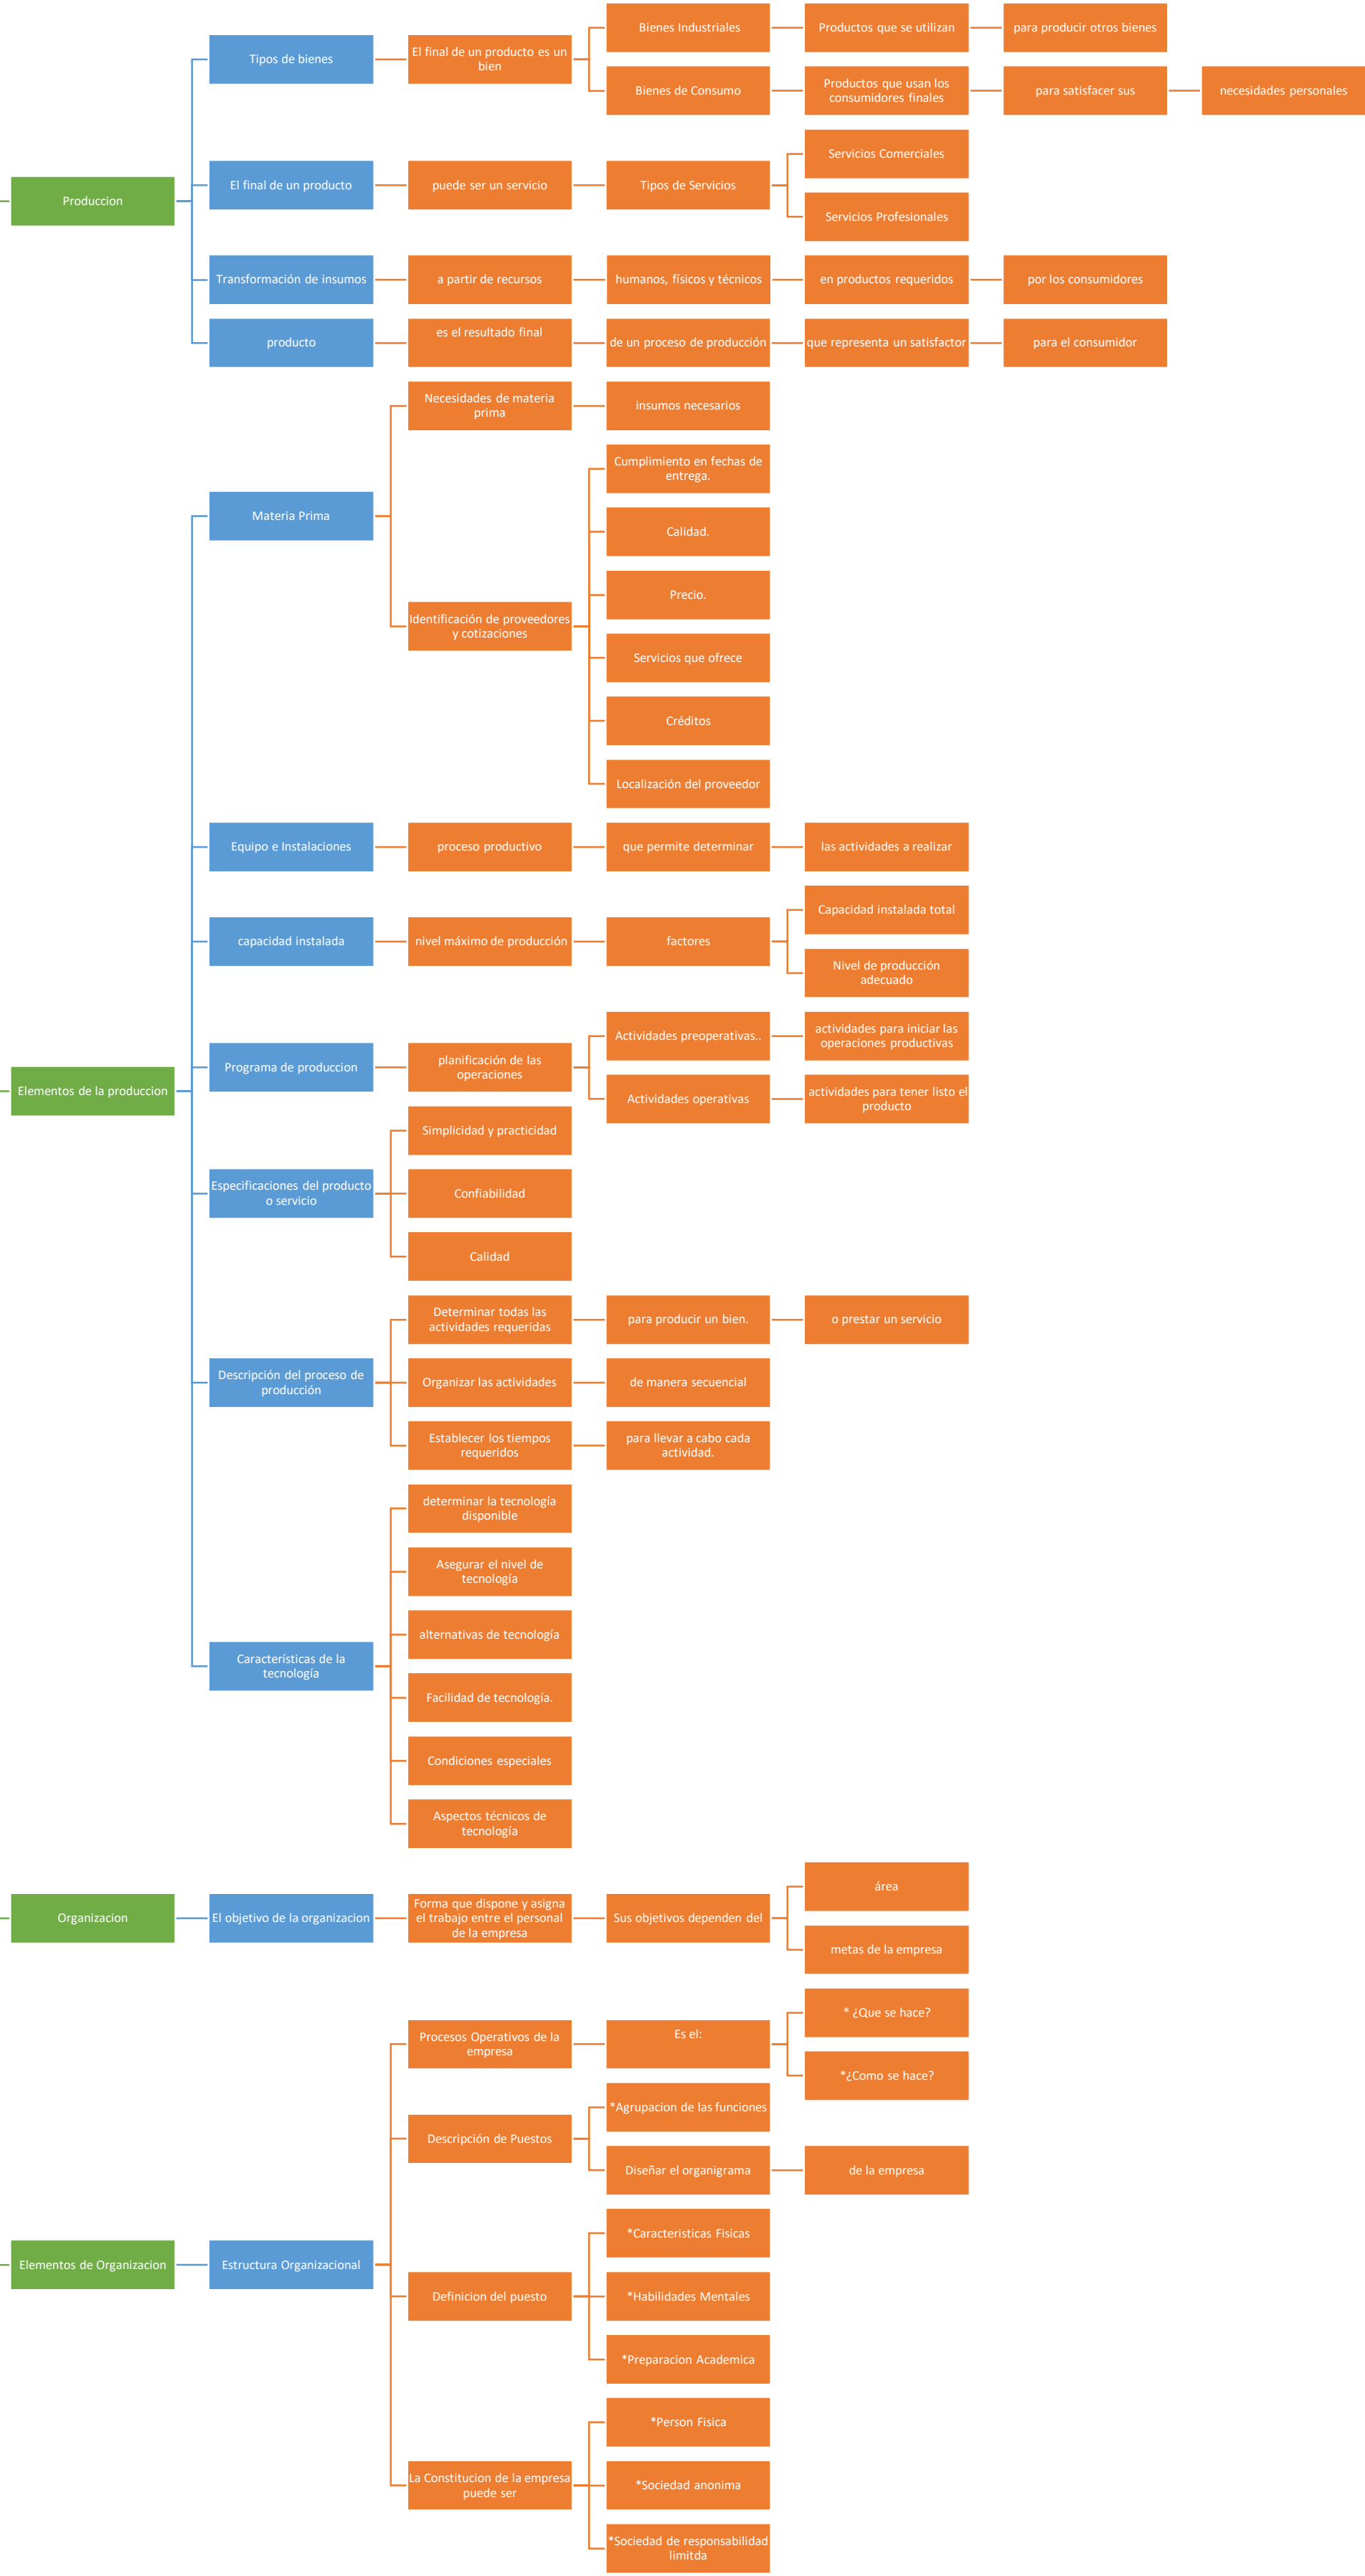 Produccion
Tipos de bienes
El final de un producto es un
bien
Bienes Industriales
Productos que se utilizan
para producir otros bienes
Bienes de Consumo
Productos que usan los
consumidores finales
para satisfacer sus
necesidades personales
El final de un producto
puede ser un servicio
Tipos de Servicios
Servicios Comerciales
Servicios Profesionales
Transformación de insumos
a partir de recursos
humanos, físicos y técnicos
en productos requeridos
por los consumidores
producto
es el resultado final
de un proceso de producción
que representa un satisfactor
para el consumidor
Elementos de la produccion
Materia Prima
Necesidades de materia
prima
insumos necesarios
Identificación de proveedores
y cotizaciones
Cumplimiento en fechas de
entrega.
Calidad.
Precio.
Servicios que ofrece
Créditos
Localización del proveedor
Equipo e Instalaciones
proceso productivo
que permite determinar
las actividades a realizar
capacidad instalada
nivel máximo de producción
factores
Capacidad instalada total
Nivel de producción
adecuado
Programa de produccion
planificación de las
operaciones
Actividades preoperativas..
actividades para iniciar las
operaciones productivas
Actividades operativas
actividades para tener listo el
producto
Especificaciones del producto
o servicio
Simplicidad y practicidad
Confiabilidad
Calidad
Descripción del proceso de
producción
Determinar todas las
actividades requeridas
para producir un bien.
o prestar un servicio
Organizar las actividades
de manera secuencial
Establecer los tiempos
requeridos
para llevar a cabo cada
actividad.
Características de la
tecnología
determinar la tecnología
disponible
Asegurar el nivel de
tecnología
alternativas de tecnología
Facilidad de tecnología.
Condiciones especiales
Aspectos técnicos de
tecnología
Organizacion
El objetivo de la organizacion
Forma que dispone y asigna
el trabajo entre el personal
de la empresa
Sus objetivos dependen del
área
metas de la empresa
Elementos de Organizacion
Estructura Organizacional
Procesos Operativos de la
empresa
Es el:
* ¿Que se hace?
*¿Como se hace?
Descripción de Puestos
*Agrupacion de las funciones
Diseñar el organigrama
de la empresa
Definicion del puesto
*Caracteristicas Fisicas
*Habilidades Mentales
*Preparacion Academica
La Constitucion de la empresa
puede ser
*Person Fisica
*Sociedad anonima
*Sociedad de responsabilidad
limitda